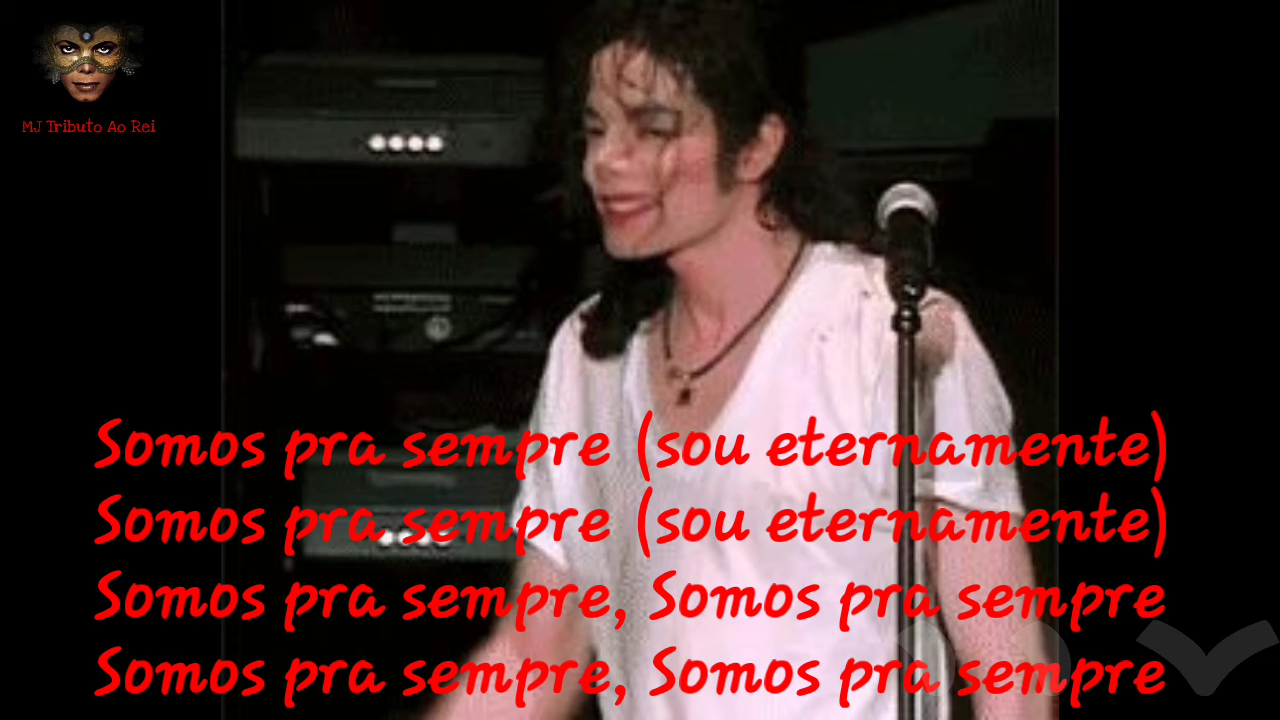 MJ Tributo Ao Rei
Somos pra sempre (sou eternamente)
Somos pra sempre (sou eternamente)
Somos pra sempre, Somos pra sempre
Somos pra sempre, Somos pra sempre